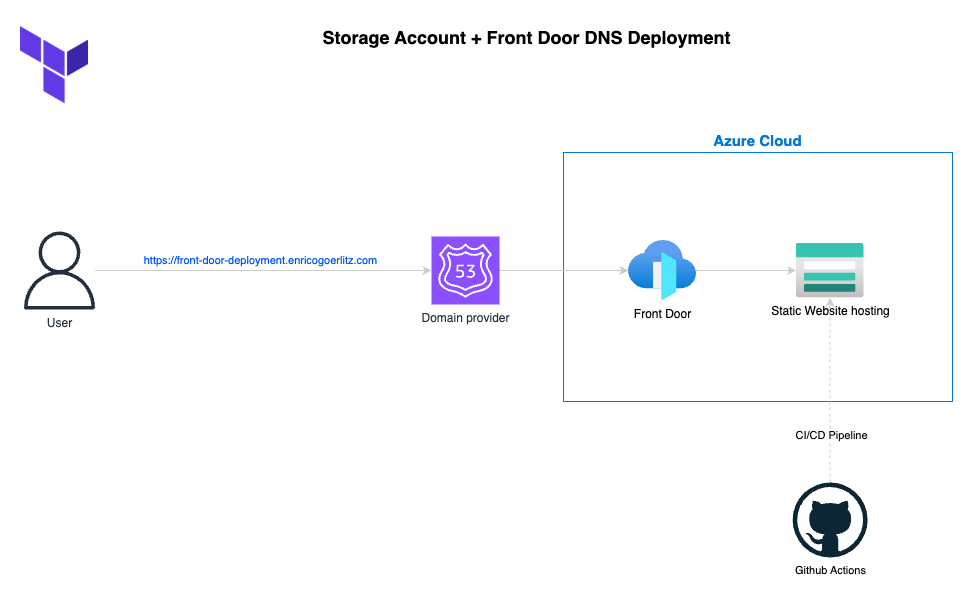 Storage Account + Front Door DNS Deployment
Azure Cloud
https://front-door-deployment.enricogoerlitz.com
53
User
Domain provider
Front Door
Static Website hosting
CI/CD Pipeline
Github Actions